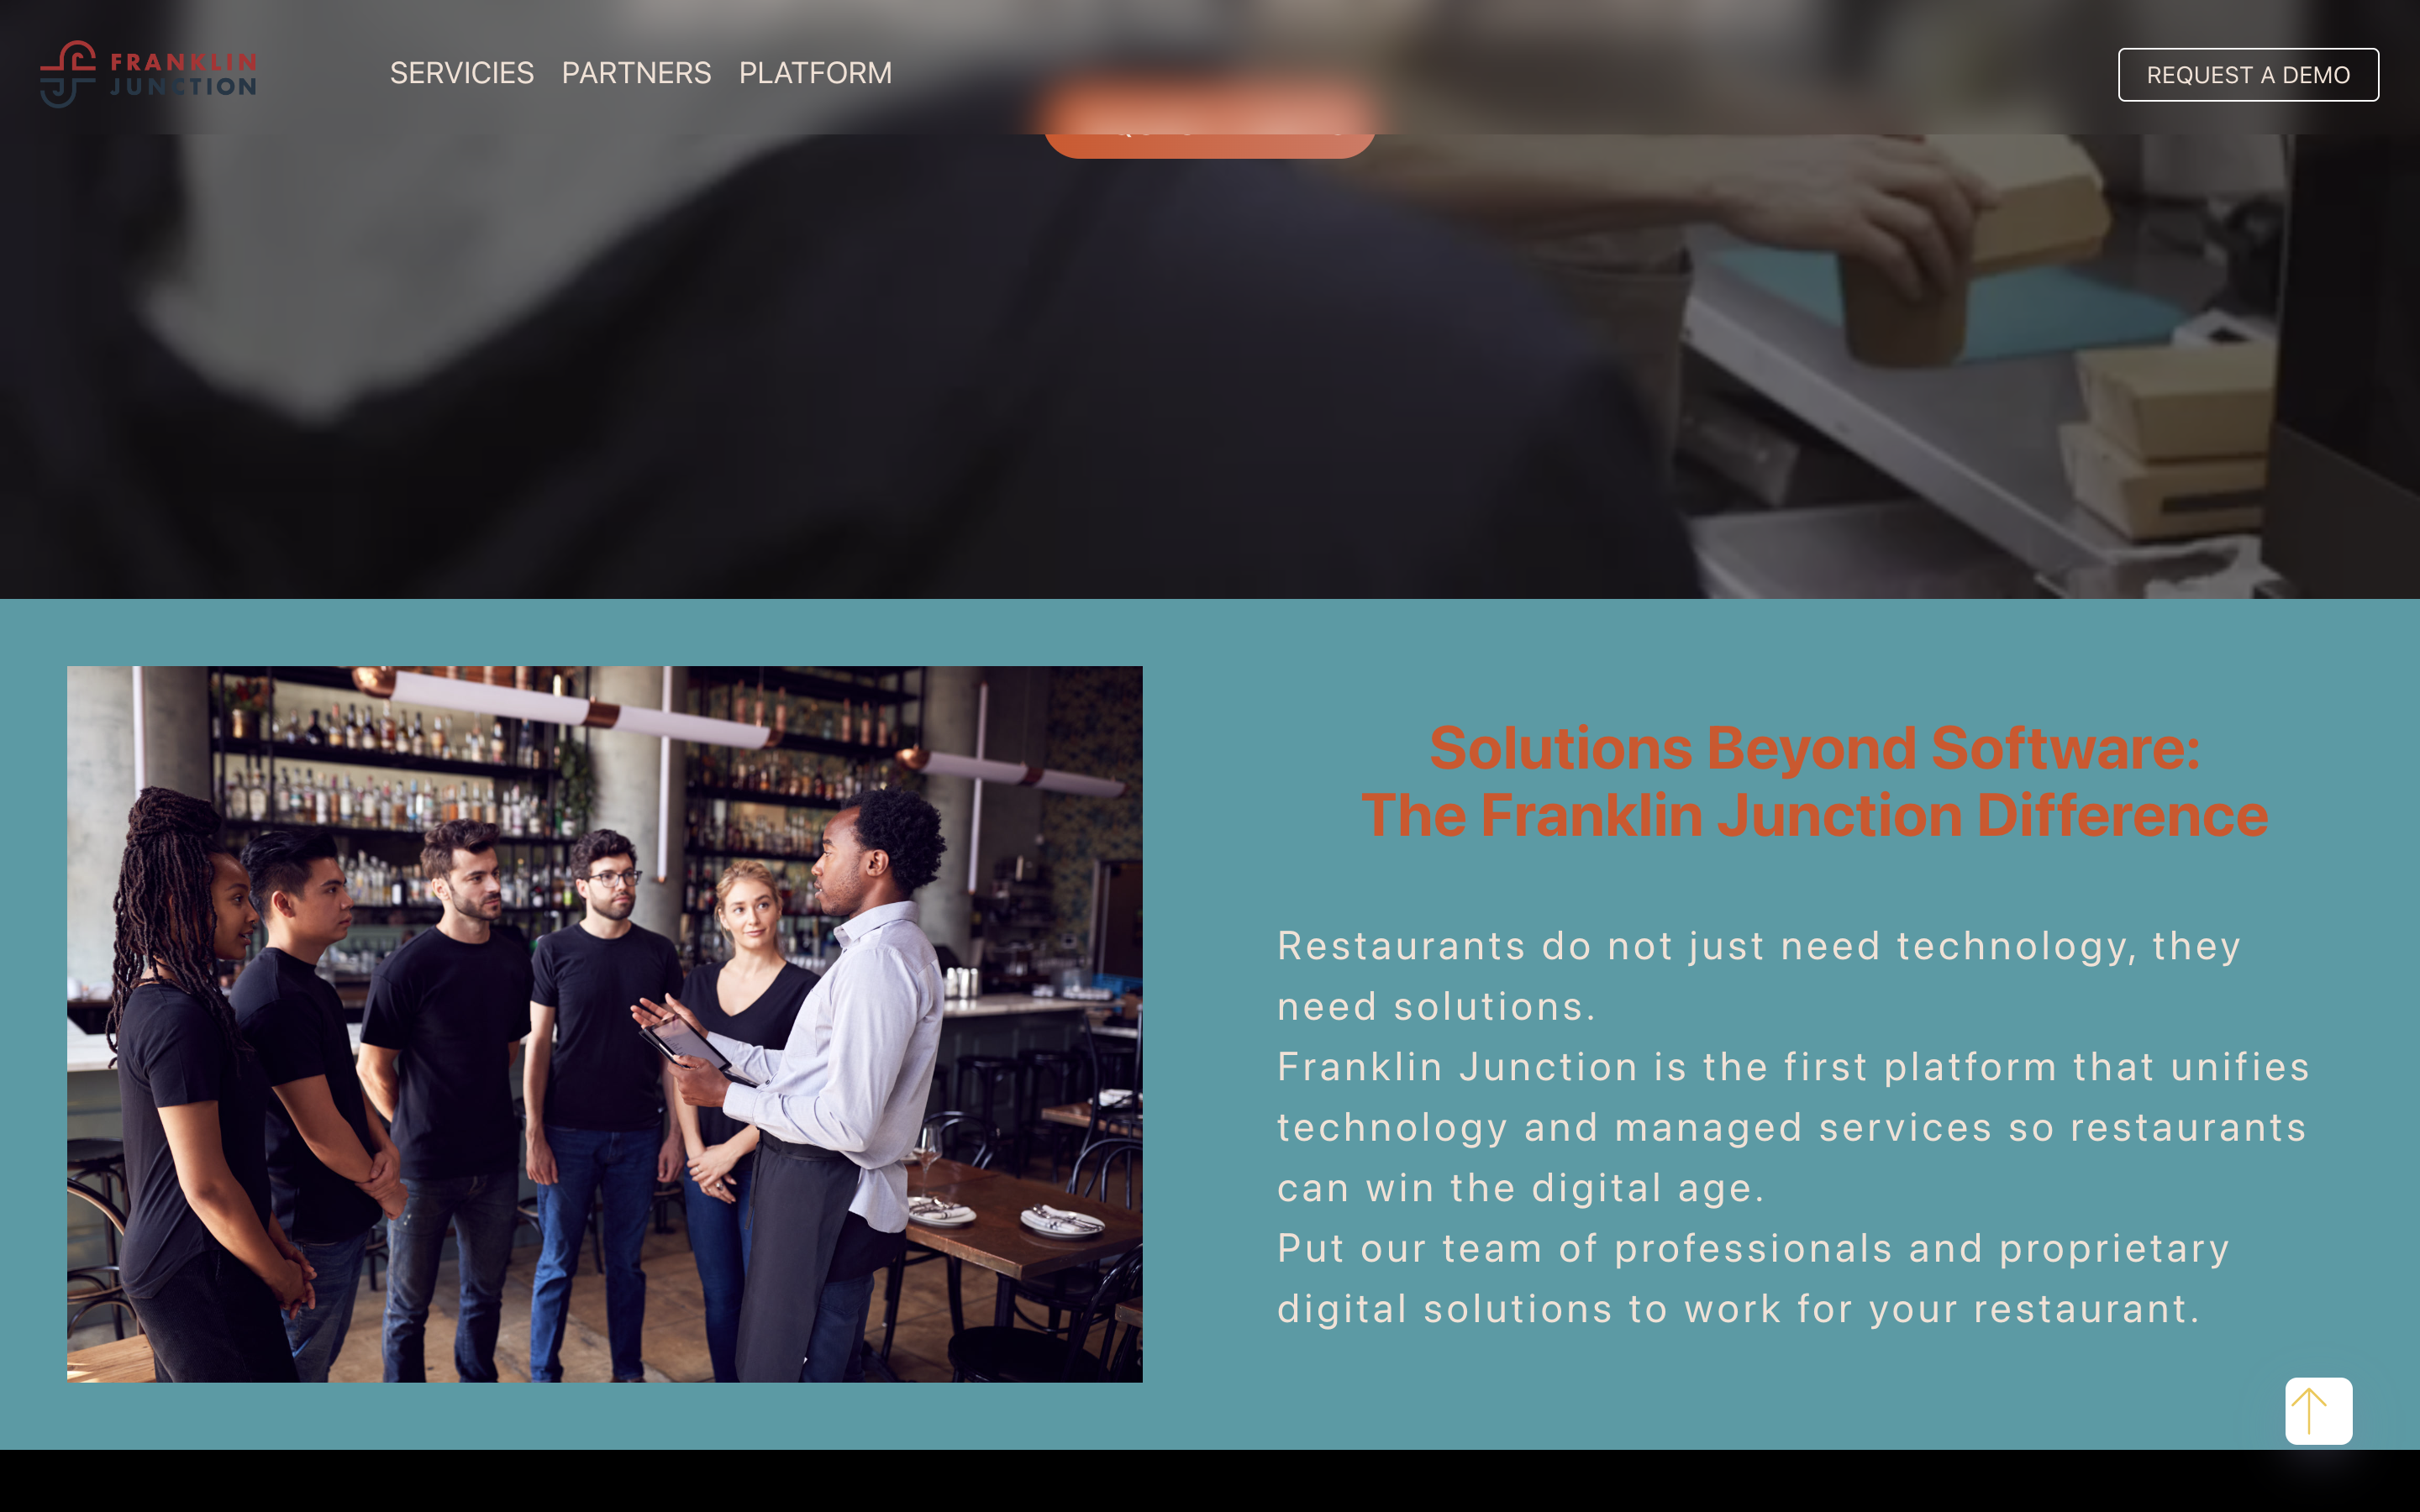 FRANKLIN
JUNCTION
SERVICIES PARTNERS PLATFORM
REQUEST A DEMO
Solutions Beyond Software:
The Franklin Junction Difference
Restaurants do not just need technology, they
need solutions.
Franklin Junction is the first platform that unifies
technology and managed services so restaurants
can win the digital age.
Put our team of professionals and proprietary
digital solutions to work for your restaurant.